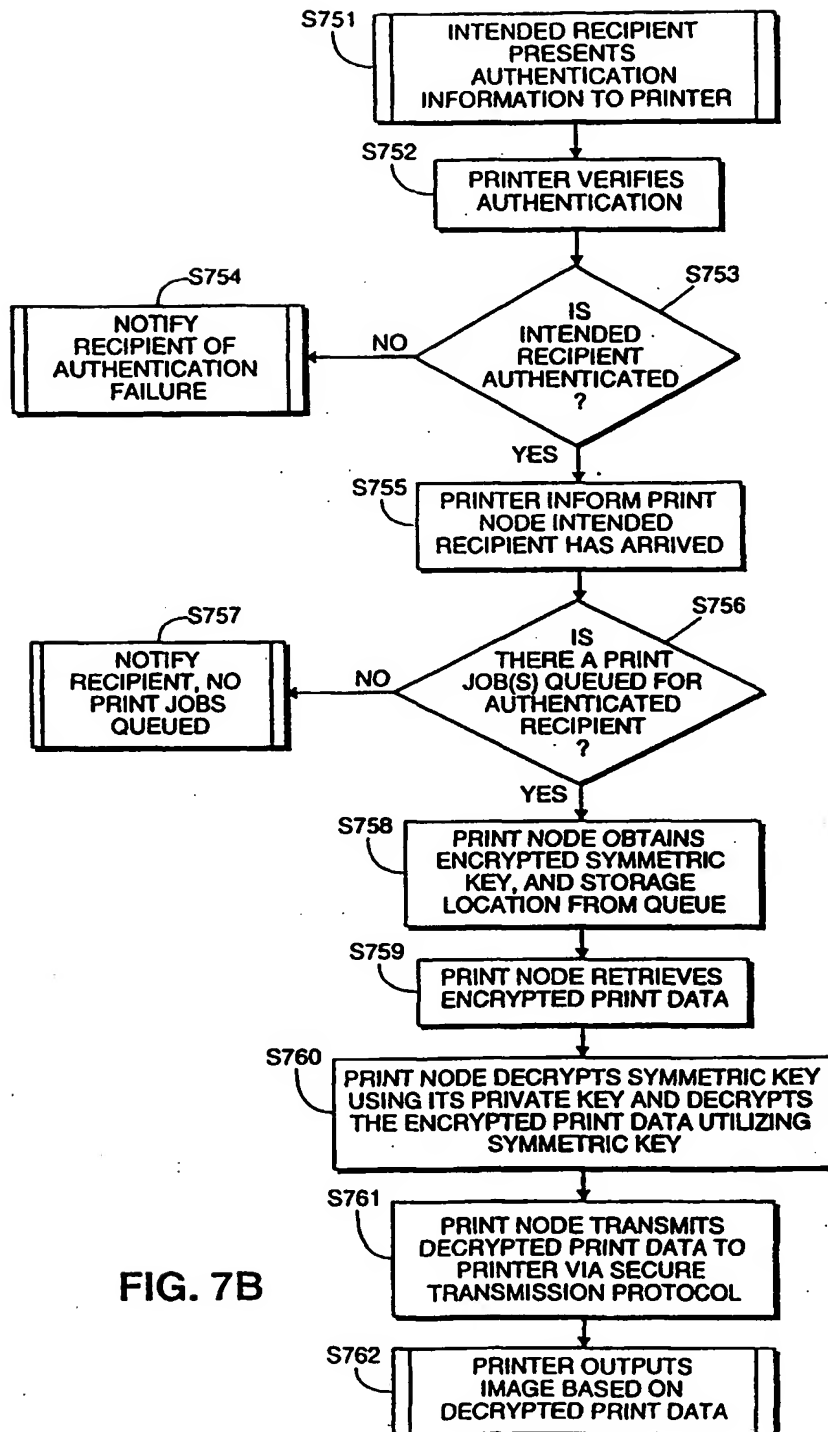 S751
INTENDED RECIPIENT
PRESENTS
AUTHENTICATION
INFORMATION TO PRINTER
S752
PRINTER VERIFIES
AUTHENTICATION
S754
NOTIFY
RECIPIENT OF
AUTHENTICATION
FAILURE
NO
S753
IS
INTENDED
RECIPIENT
AUTHENTICATED
?
YES
S755
PRINTER INFORM PRINT
NODE INTENDED
RECIPIENT HAS ARRIVED
S757
NOTIFY
RECIPIENT, NO
PRINT JOBS
QUEUED
NO
S756
IS
THERE A PRINT
JOB(S) QUEUED FOR
AUTHENTICATED
RECIPIENT
?
YES
S758
PRINT NODE OBTAINS
ENCRYPTED SYMMETRIC
KEY, AND STORAGE
LOCATION FROM QUEUE
S759
PRINT NODE RETRIEVES
ENCRYPTED PRINT DATA
S760
PRINT NODE DECRYPTS SYMMETRIC KEY
USING ITS PRIVATE KEY AND DECRYPTS
THE ENCRYPTED PRINT DATA UTILIZING
SYMMETRIC KEY
S761
PRINT NODE TRANSMITS
DECRYPTED PRINT DATA TO
PRINTER VIA SECURE
TRANSMISSION PROTOCOL
FIG. 7B
S762
PRINTER OUTPUTS
IMAGE BASED ON
DECRYPTED PRINT DATA